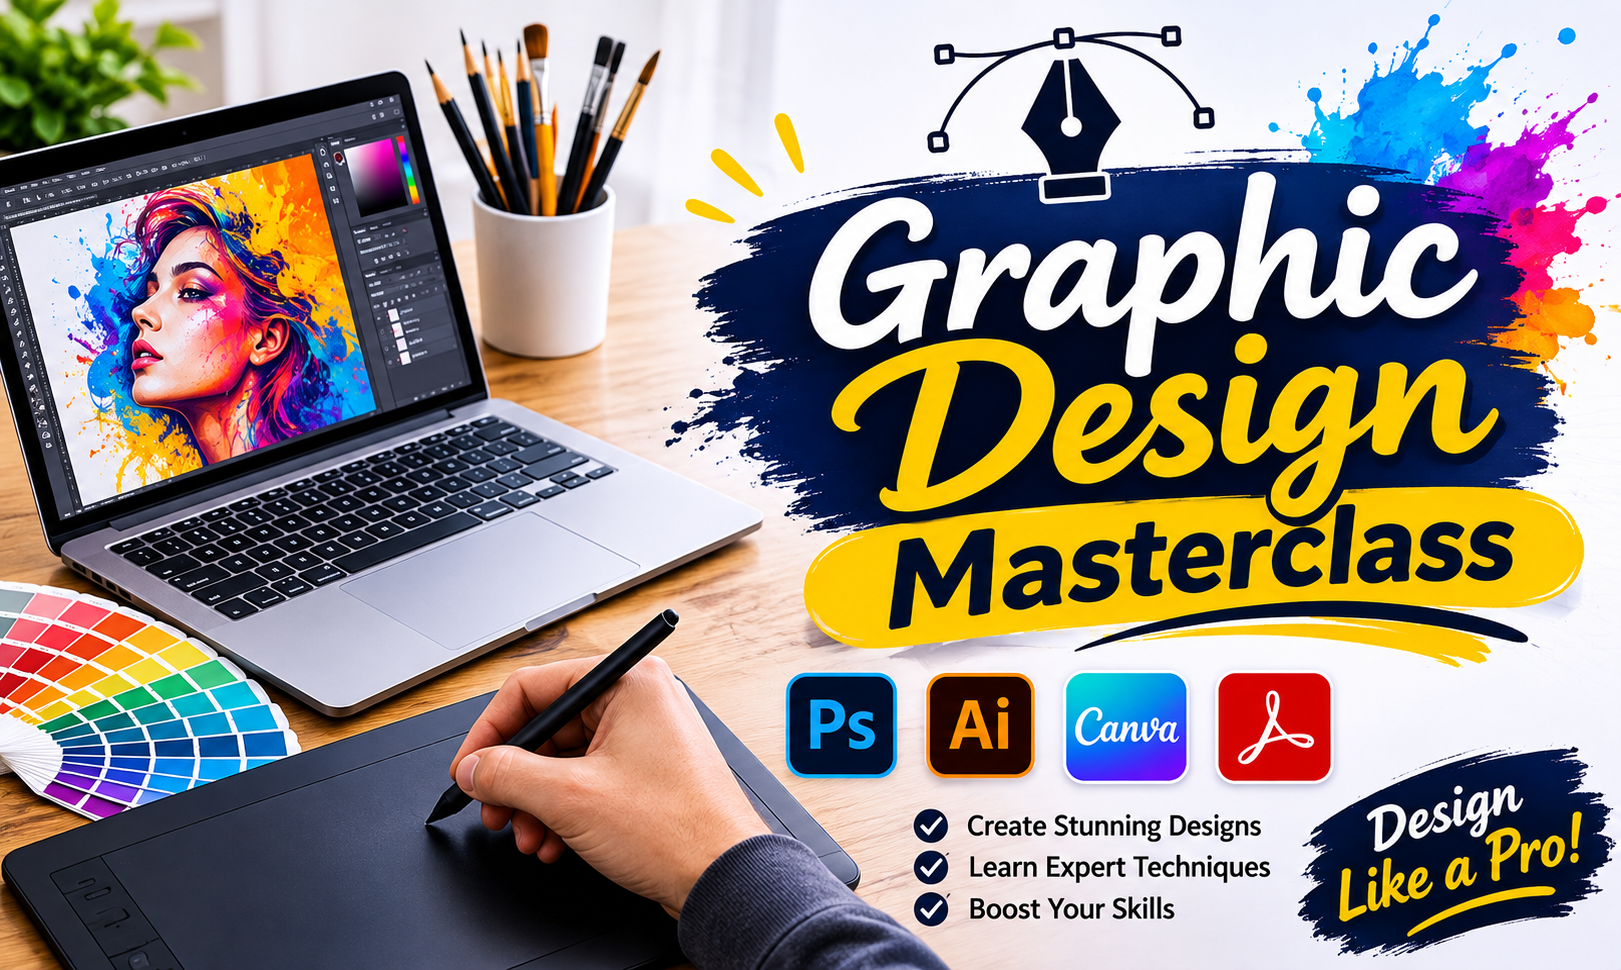 Graphic
Design
Masterclass
Ps
Ai
Canva
Create Stunning Designs
Learn Expert Techniques
Boost Your Skills
Design
Like a Pro!